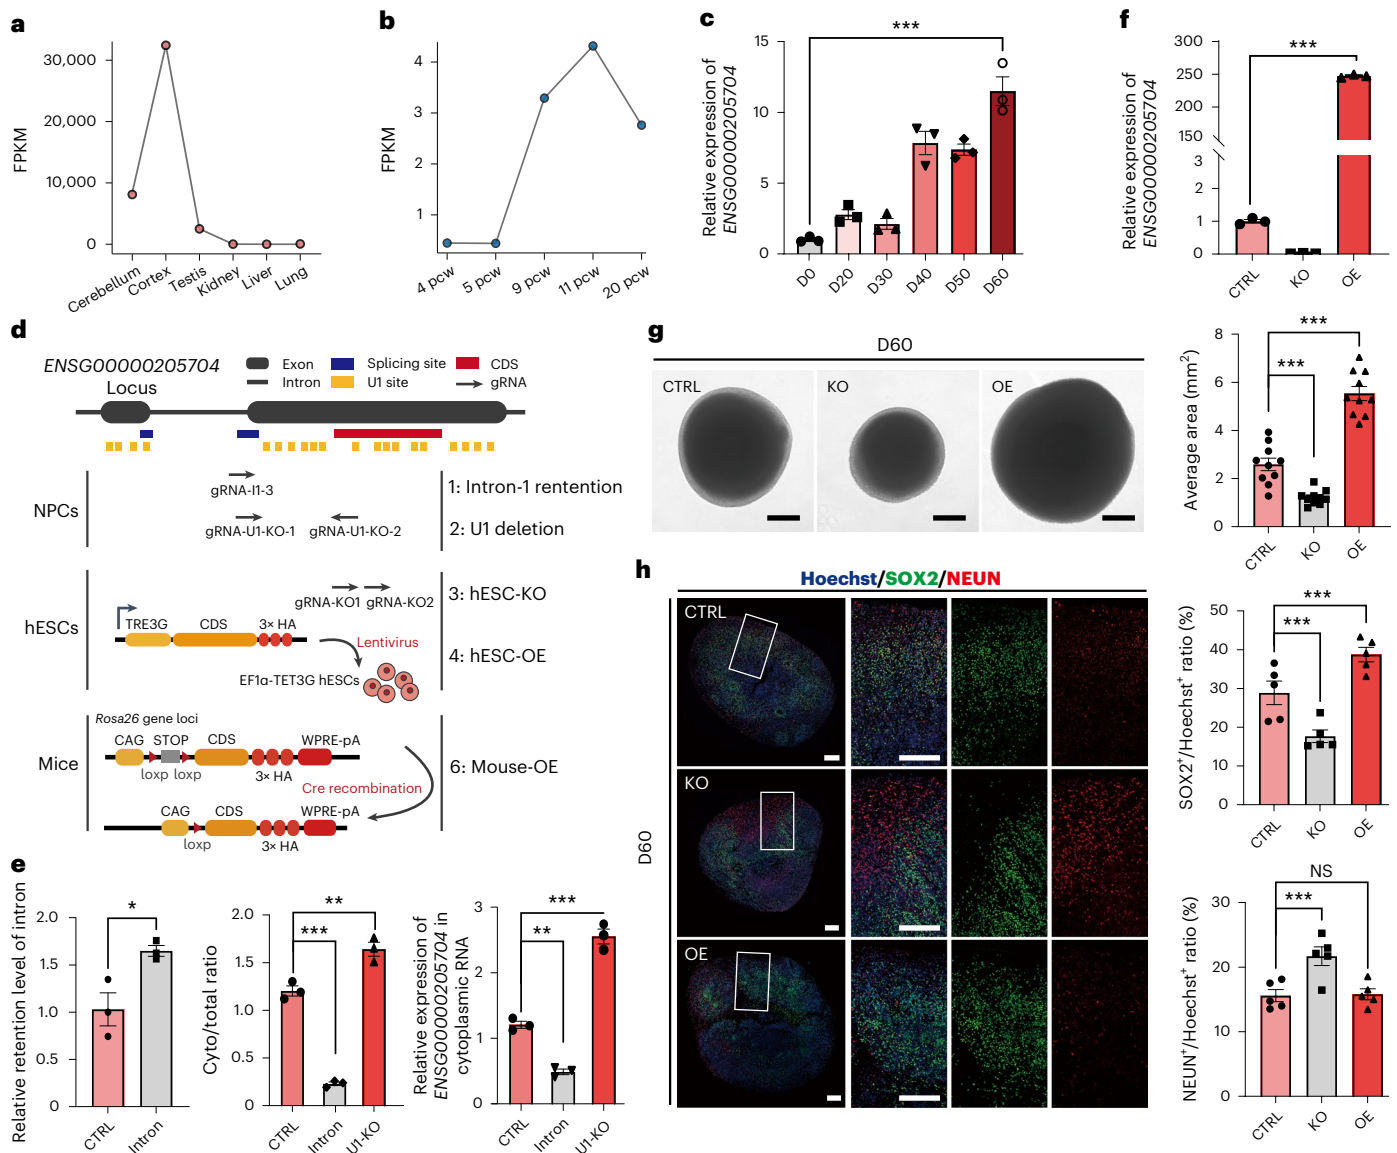 a
FPKM
30,000
20,000
10,000
0
Cerebellum
Cortex
Testis
Kidney
Liver
Lung
b
FPKM
4
3
2
1
4 pcw
5 pcw
9 pcw
11 pcw
20 pcw
c
Relative expression of
ENSG00000205704
15
10
5
0
***
D0
D20
D30
D40
D50
D60
f
Relative expression of
ENSG00000205704
300
250
200
150
3
2
1
0
***
CTRL
KO
OE
d
ENSG00000205704
Locus
Exon
Splicing site
CDS
Intron
U1 site
gRNA
NPCs
gRNA-I1-3
gRNA-U1-KO-1
gRNA-U1-KO-2
1: Intron-1 rentention
2: U1 deletion
hESCs
gRNA-KO1
gRNA-KO2
TRE3G
CDS
3× HA
Lentivirus
EF1α-TET3G hESCs
3: hESC-KO
4: hESC-OE
Mice
Rosa26 gene loci
CAG
STOP
CDS
WPRE-pA
loxp
loxp
3× HA
Cre recombination
CAG
CDS
WPRE-pA
loxp
3× HA
6: Mouse-OE
g
D60
CTRL
KO
OE
Average area (mm²)
8
6
4
2
0
***
***
CTRL
KO
OE
h
Hoechst/SOX2/NEUN
D60
CTRL
KO
OE
SOX2⁺/Hoechst⁺ ratio (%)
50
40
30
20
10
0
***
***
CTRL
KO
OE
NEUN⁺/Hoechst⁺ ratio (%)
30
20
10
0
NS
***
CTRL
KO
OE
e
Relative retention level of intron
2.0
1.5
1.0
0.5
0
*
CTRL
Intron
Cyto/total ratio
2.0
1.5
1.0
0.5
0
**
***
CTRL
Intron
U1-KO
Relative expression of
ENSG00000205704 in
cytoplasmic RNA
3
2
1
0
***
**
CTRL
Intron
U1-KO